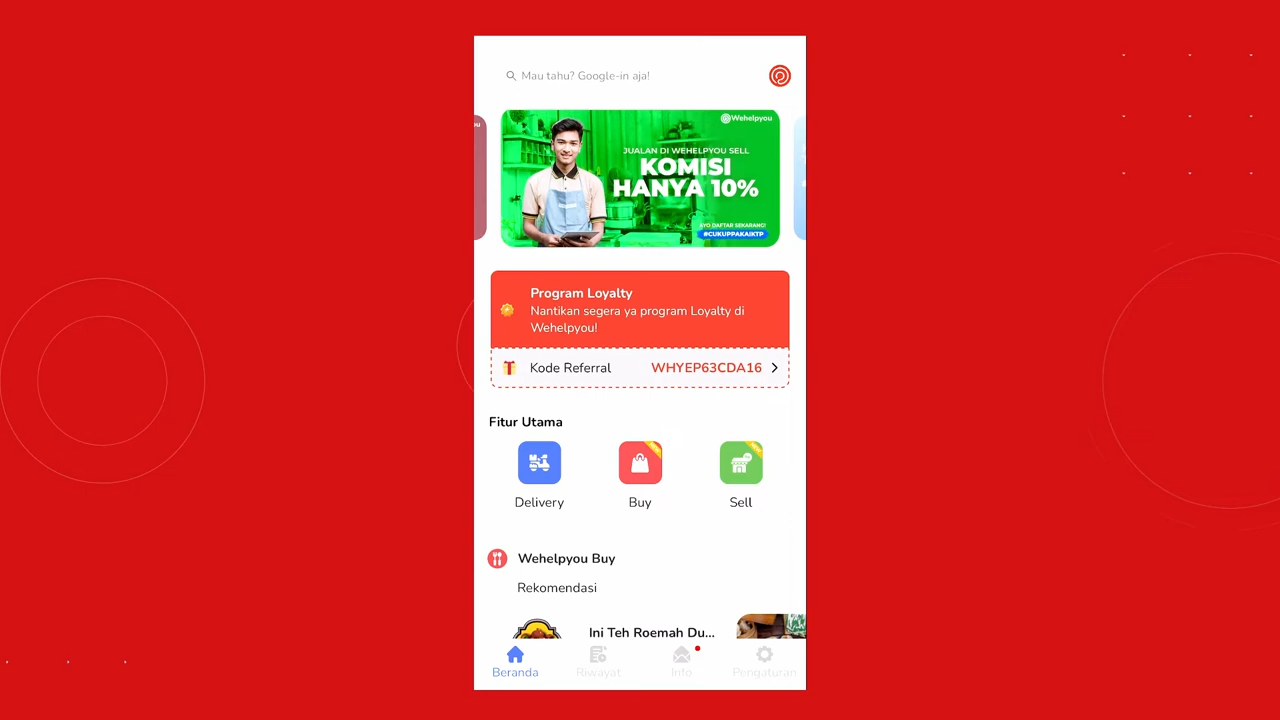 Mau tahu? Google-in aja!
Wehelpyou
JUALAN DI WEHELPYOU SELL
KOMISI
HANYA 10%
AYO DAFTAR SEKARANG!
#CUKUPPAKAIKTP
Program Loyalty
Nantikan segera ya program Loyalty di
Wehelpyou!
Kode Referral WHYEP63CDA16
Fitur Utama
Delivery Buy Sell
Wehelpyou Buy
Rekomendasi
Ini Teh Roemah Du...
Beranda Riwayat Info Pengaturan